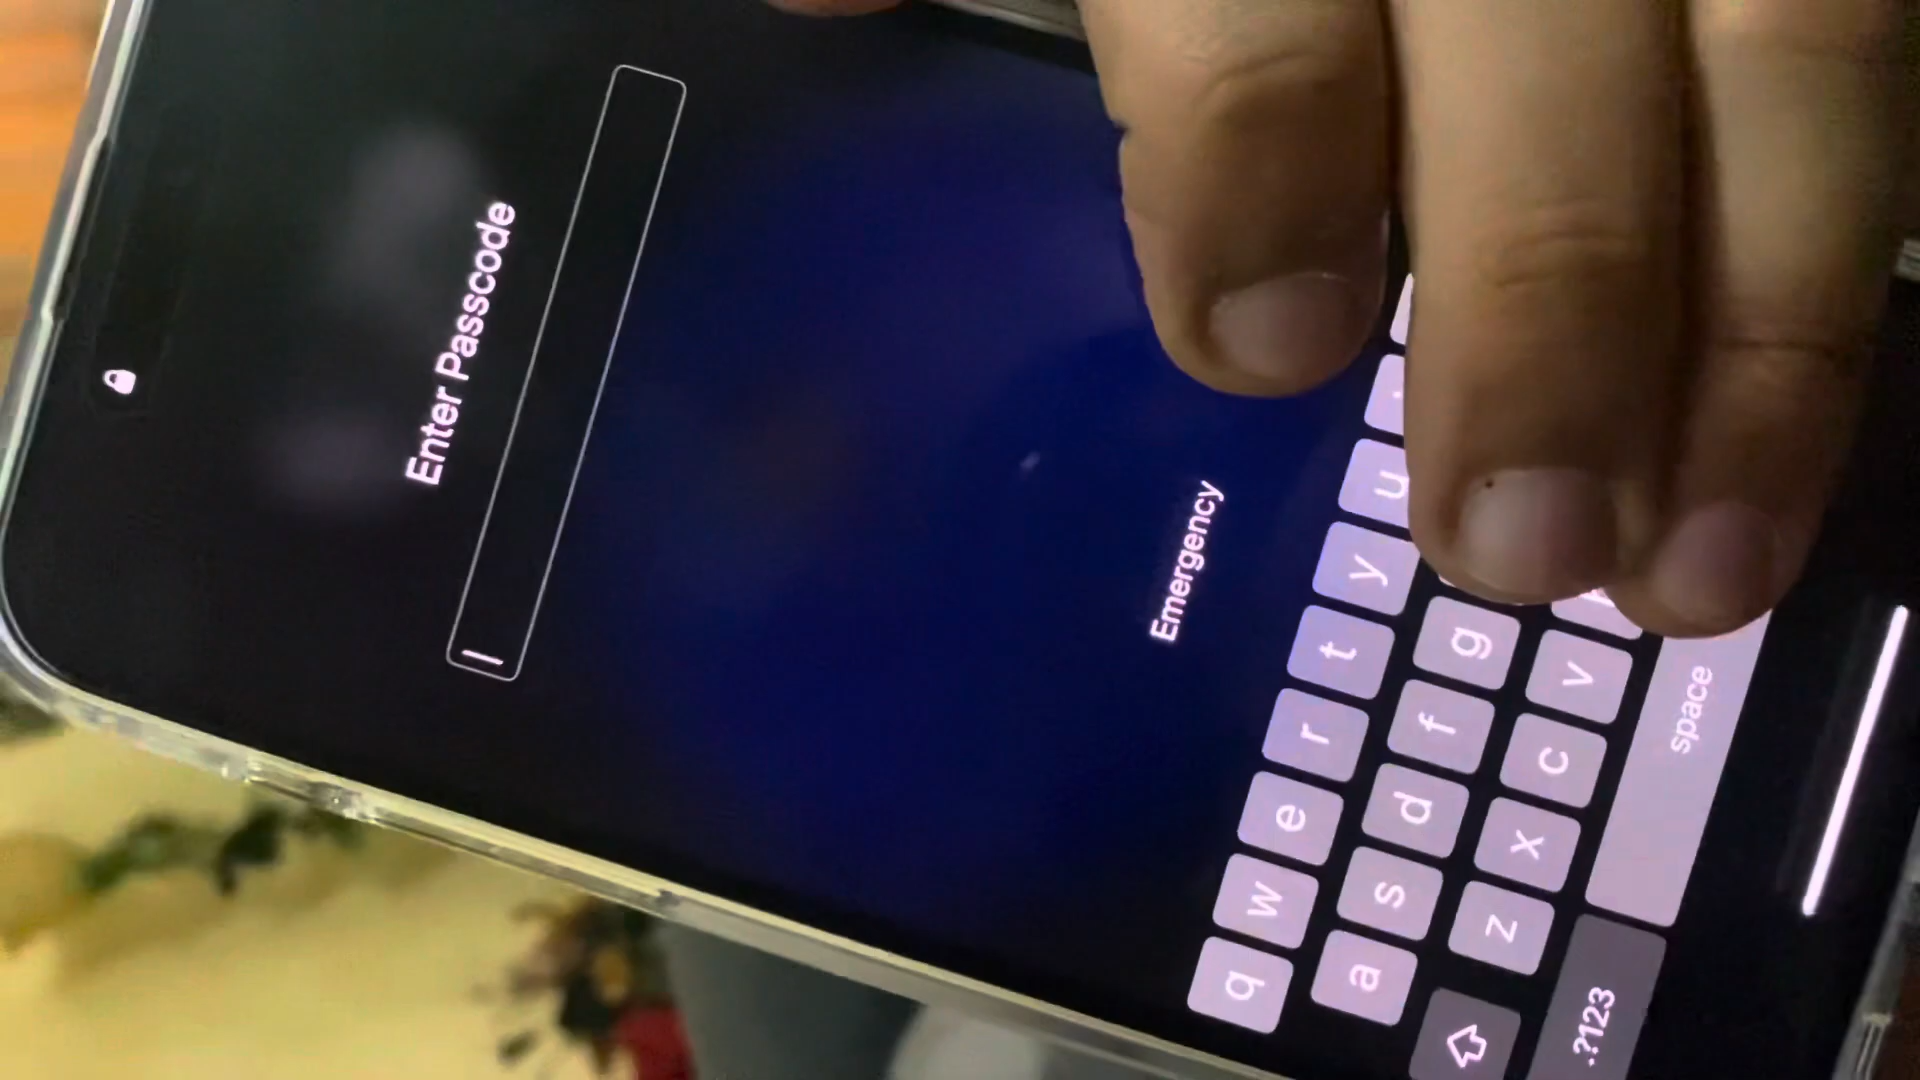 Enter Passcode
Emergency
q w e r t y u
a s d f g
z x c v
.?123 space